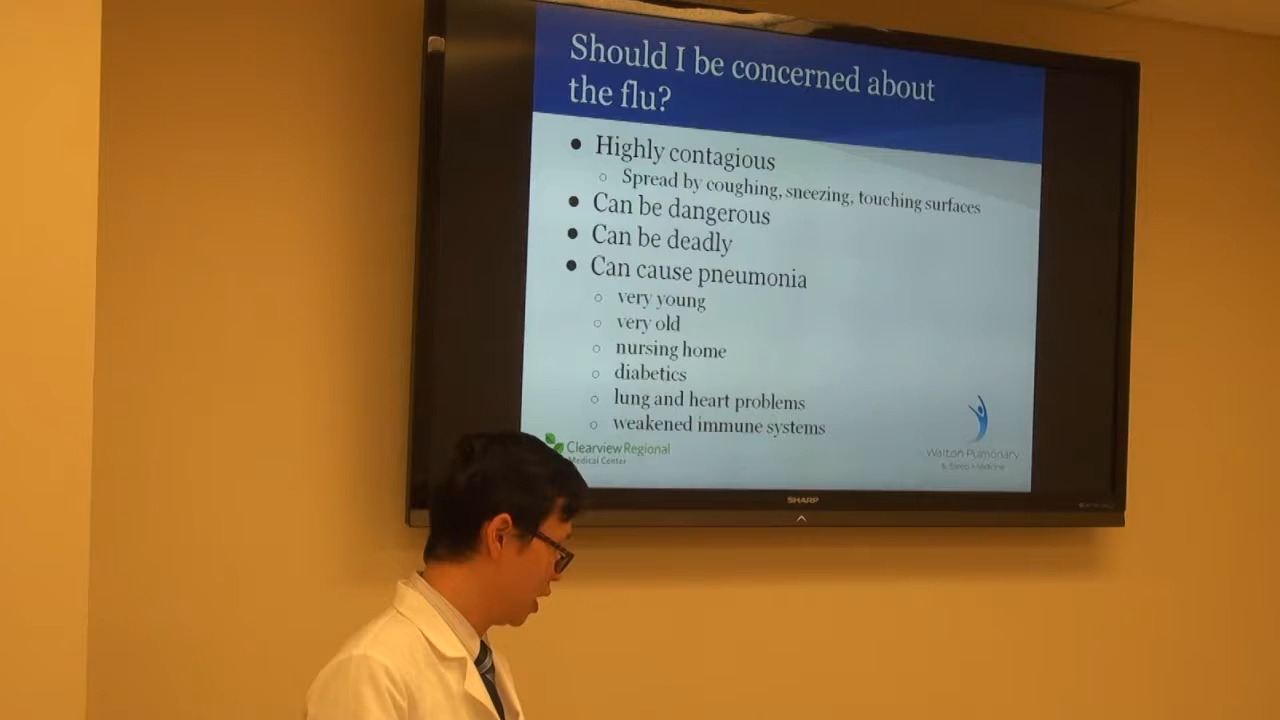 Should I be concerned about
the flu?
• Highly contagious
○ Spread by coughing, sneezing, touching surfaces
• Can be dangerous
• Can be deadly
• Can cause pneumonia
○ very young
○ very old
○ nursing home
○ diabetics
○ lung and heart problems
○ weakened immune systems
Clearview Regional
Medical Center
Walton Pulmonary
& Sleep Medicine
SHARP